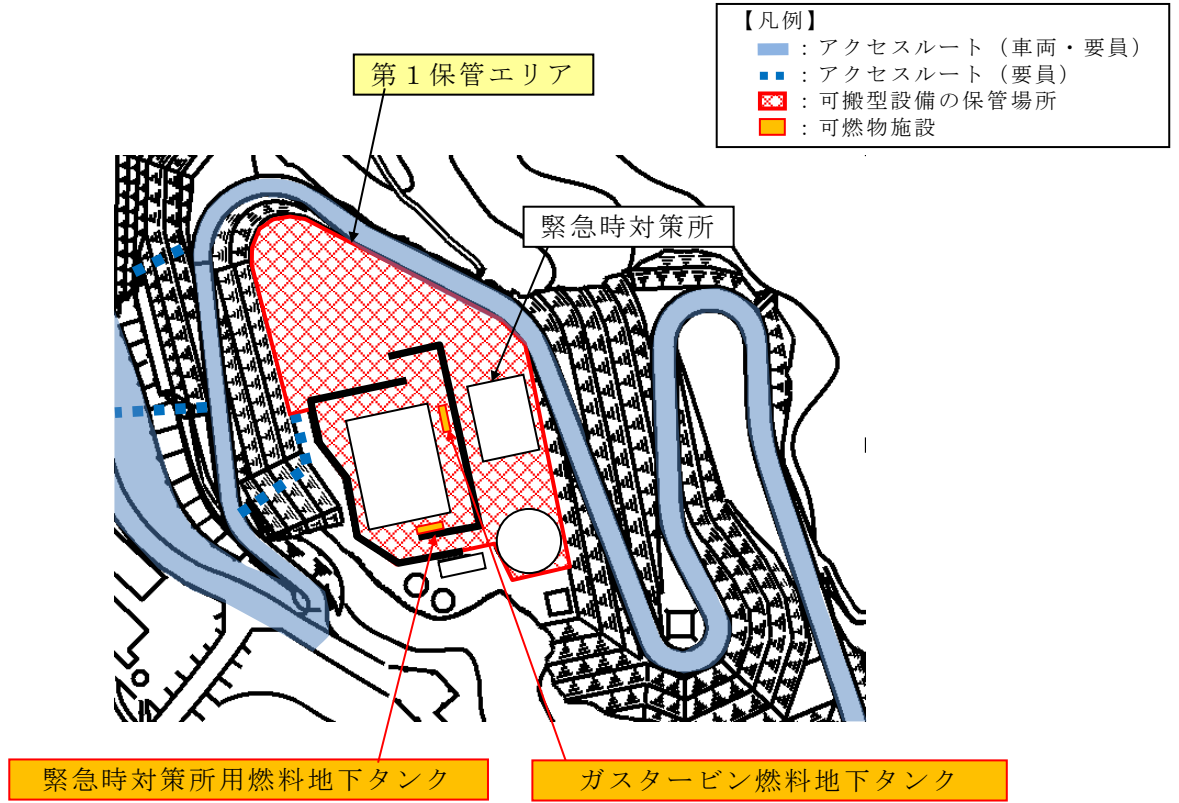 【凡例】
：アクセスルート（車両・要員）
：アクセスルート（要員）
：可搬型設備の保管場所
：可燃物施設
第１保管エリア
緊急時対策所
緊急時対策所用燃料地下タンク
ガスタービン燃料地下タンク